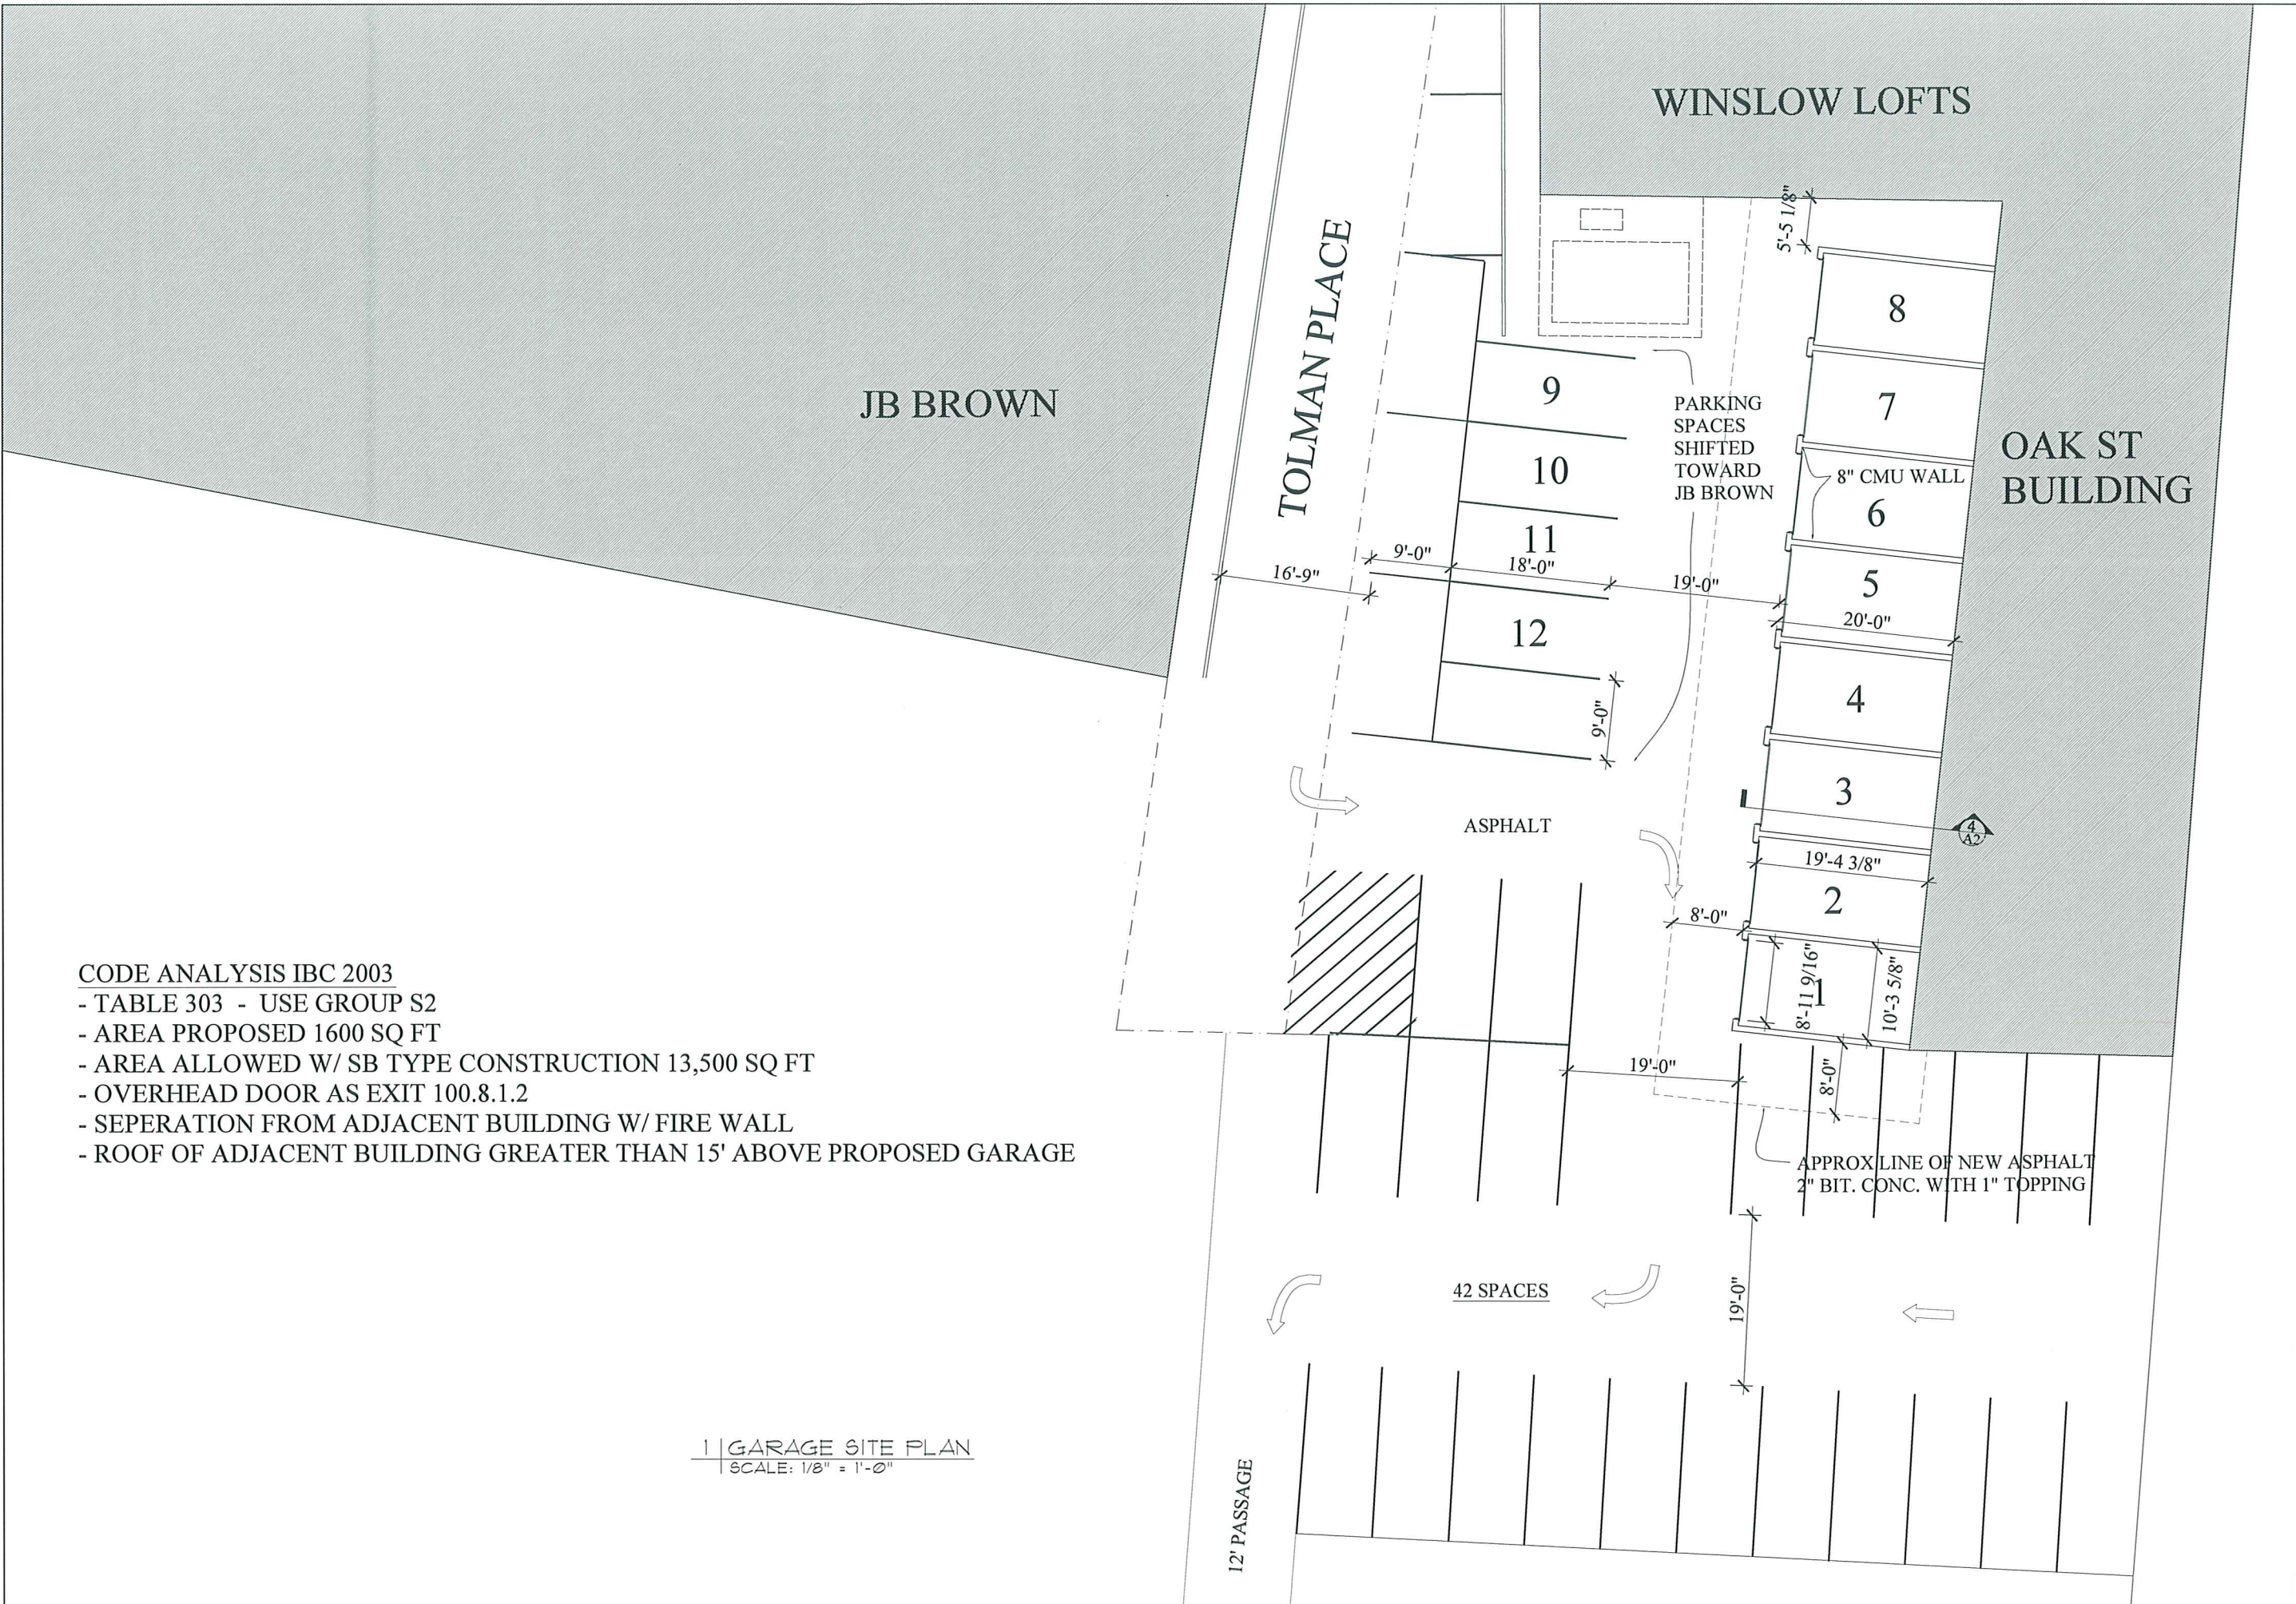 WINSLOW LOFTS
JB BROWN
TOLMAN PLACE
OAK ST
BUILDING
5'-5 1/8"
8
7
6
5
4
3
2
1
9
10
11
12
PARKING
SPACES
SHIFTED
TOWARD
JB BROWN
8" CMU WALL
16'-9"
9'-0"
18'-0"
19'-0"
20'-0"
9'-0"
ASPHALT
4
A2
19'-4 3/8"
8'-0"
8'-11 9/16"
10'-3 5/8"
19'-0"
8'-0"
APPROX LINE OF NEW ASPHALT
2" BIT. CONC. WITH 1" TOPPING
42 SPACES
19'-0"
12' PASSAGE
CODE ANALYSIS IBC 2003
- TABLE 303 - USE GROUP S2
- AREA PROPOSED 1600 SQ FT
- AREA ALLOWED W/ SB TYPE CONSTRUCTION 13,500 SQ FT
- OVERHEAD DOOR AS EXIT 100.8.1.2
- SEPERATION FROM ADJACENT BUILDING W/ FIRE WALL
- ROOF OF ADJACENT BUILDING GREATER THAN 15' ABOVE PROPOSED GARAGE
1 GARAGE SITE PLAN
SCALE: 1/8" = 1'-0"